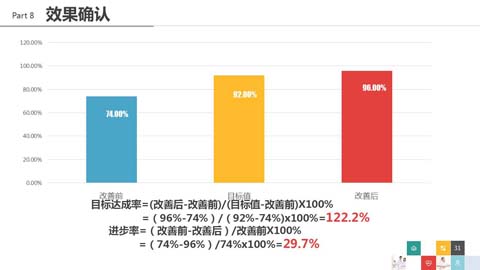 Part 8 效果确认
120.00%
100.00%
80.00%
60.00%
40.00%
20.00%
0.00%
74.00%
92.00%
96.00%
改善前 目标值 改善后
目标达成率=(改善后-改善前)/(目标值-改善前)X100%
=（96%-74%）/（92%-74%)x100%=122.2%
进步率=（改善前-改善后）/改善前X100%
=（74%-96%）/74%x100%=29.7%
31